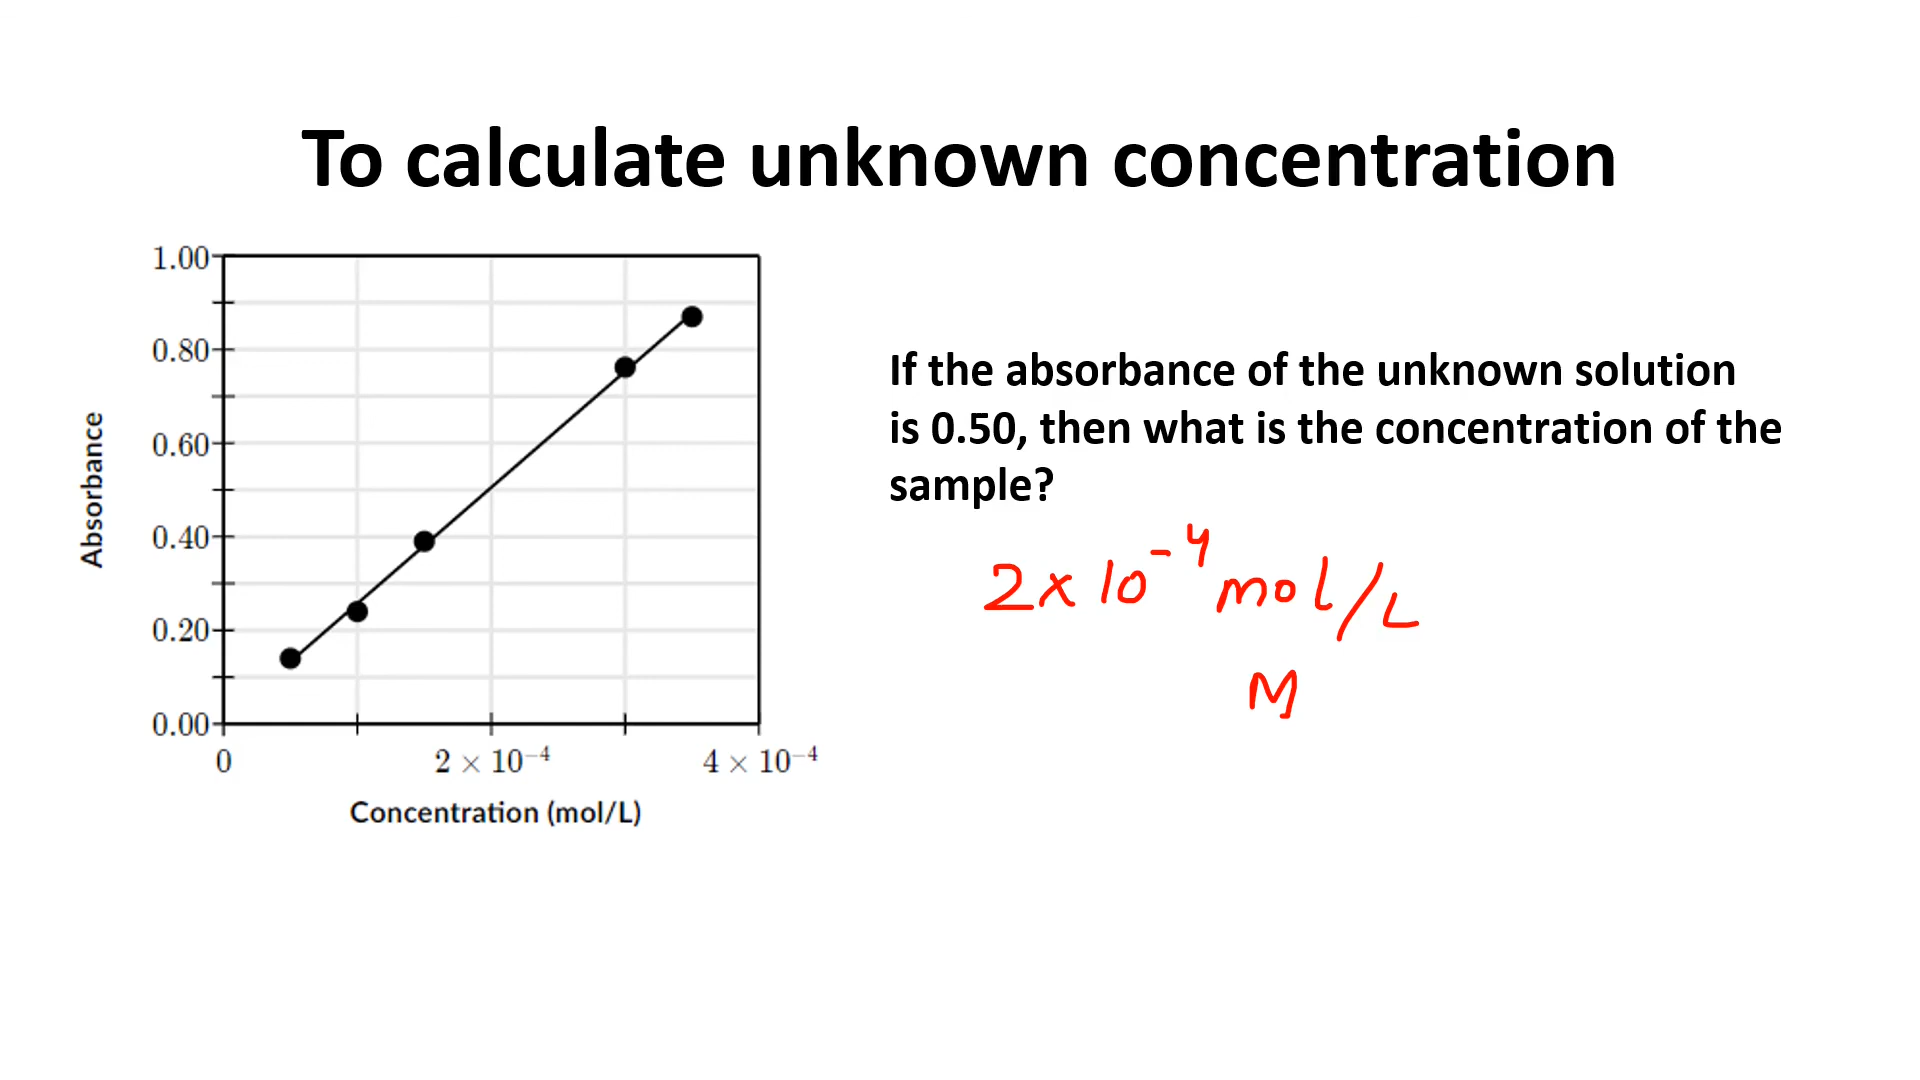 To calculate unknown concentration
1.00
0.80
0.60
0.40
0.20
0.00
Absorbance
0
2 × 10⁻⁴
4 × 10⁻⁴
Concentration (mol/L)
If the absorbance of the unknown solution
is 0.50, then what is the concentration of the
sample?
2 × 10⁻⁴ mol/L
M